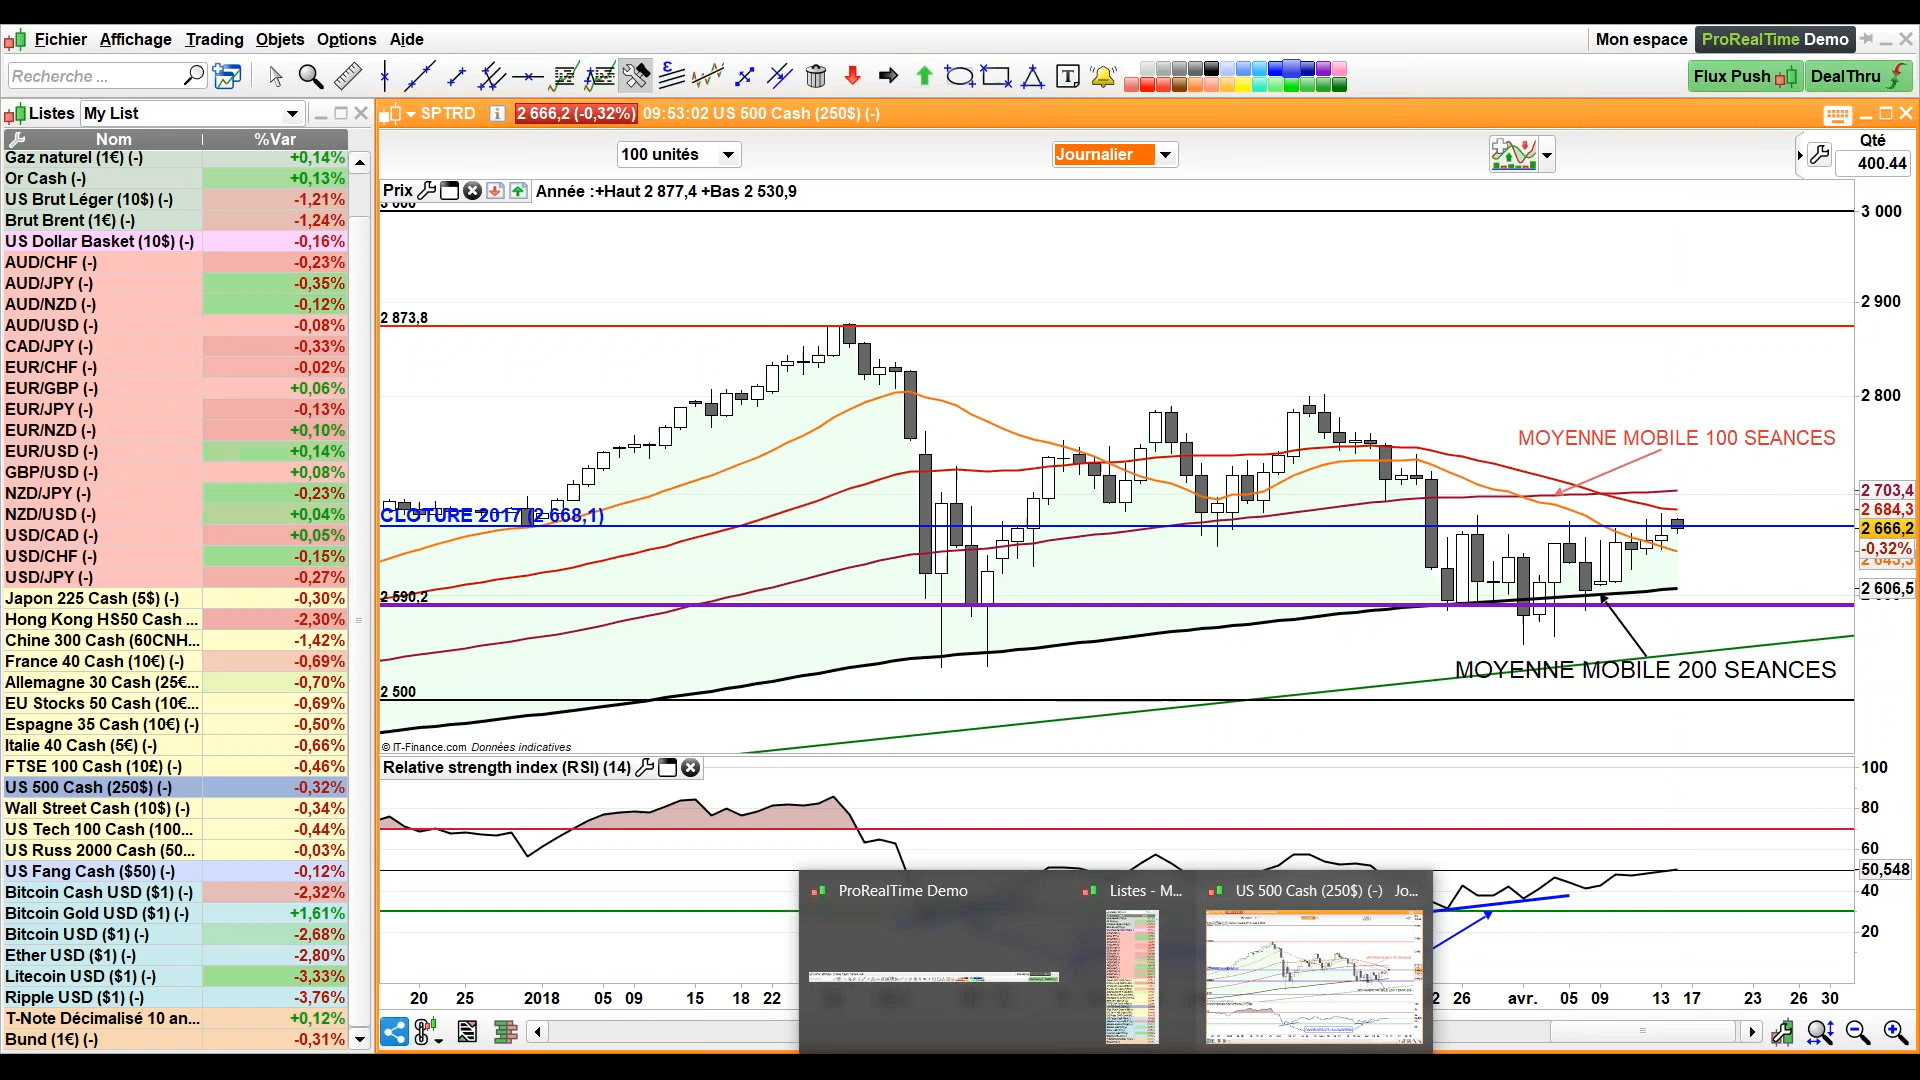 Fichier Affichage Trading Objets Options Aide
Mon espace ProRealTime Demo
Recherche ...
Flux Push DealThru
Listes My List
Nom %Var
Gaz naturel (1€) (-) +0,14%
Or Cash (-) +0,13%
US Brut Léger (10$) (-) -1,21%
Brut Brent (1€) (-) -1,24%
US Dollar Basket (10$) (-) -0,16%
AUD/CHF (-) -0,23%
AUD/JPY (-) -0,35%
AUD/NZD (-) -0,12%
AUD/USD (-) -0,08%
CAD/JPY (-) -0,33%
EUR/CHF (-) -0,02%
EUR/GBP (-) +0,06%
EUR/JPY (-) -0,13%
EUR/NZD (-) +0,10%
EUR/USD (-) +0,14%
GBP/USD (-) +0,08%
NZD/JPY (-) -0,23%
NZD/USD (-) +0,04%
USD/CAD (-) +0,05%
USD/CHF (-) -0,15%
USD/JPY (-) -0,27%
Japon 225 Cash (5$) (-) -0,30%
Hong Kong HS50 Cash ... -2,30%
Chine 300 Cash (60CNH... -1,42%
France 40 Cash (10€) (-) -0,69%
Allemagne 30 Cash (25€... -0,70%
EU Stocks 50 Cash (10€... -0,69%
Espagne 35 Cash (10€) (-) -0,50%
Italie 40 Cash (5€) (-) -0,66%
FTSE 100 Cash (10£) (-) -0,46%
US 500 Cash (250$) (-) -0,32%
Wall Street Cash (10$) (-) -0,34%
US Tech 100 Cash (100... -0,44%
US Russ 2000 Cash (50... -0,03%
US Fang Cash ($50) (-) -0,12%
Bitcoin Cash USD ($1) (-) -2,32%
Bitcoin Gold USD ($1) (-) +1,61%
Bitcoin USD ($1) (-) -2,68%
Ether USD ($1) (-) -2,80%
Litecoin USD ($1) (-) -3,33%
Ripple USD ($1) (-) -3,76%
T-Note Décimalisé 10 an... +0,12%
Bund (1€) (-) -0,31%
SPTRD 2 666,2 (-0,32%) 09:53:02 US 500 Cash (250$) (-)
100 unités Journalier Qté
400.44
Prix Année :+Haut 2 877,4 +Bas 2 530,9
3 000
2 900
2 873,8
2 800
MOYENNE MOBILE 100 SEANCES
2 703,4
2 684,3
CLOTURE 2017 (2 668,1)
2 666,2
-0,32%
2 606,5
2 590,2
MOYENNE MOBILE 200 SEANCES
2 500
© IT-Finance.com Données indicatives
Relative strength index (RSI) (14)
100
80
60
50,548
40
20
ProRealTime Demo Listes - M... US 500 Cash (250$) (-) Jo...
20 25 2018 05 09 15 18 22 2 26 avr. 05 09 13 17 23 26 30